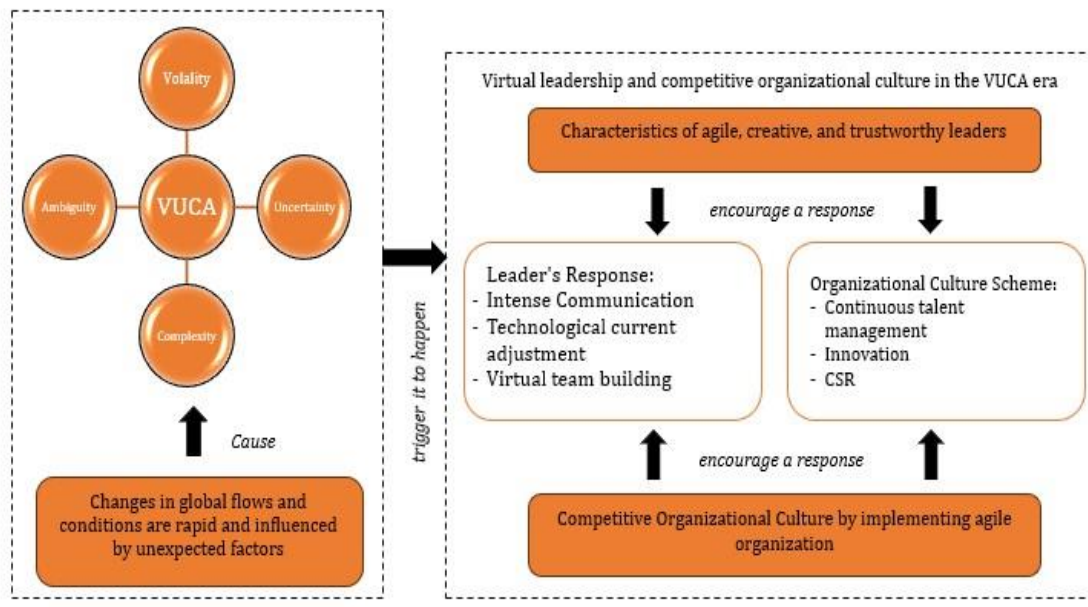 Volality
Ambiguity
VUCA
Uncertainty
Complexity
Cause
Changes in global flows and
conditions are rapid and influenced
by unexpected factors
trigger it to happen
Virtual leadership and competitive organizational culture in the VUCA era
Characteristics of agile, creative, and trustworthy leaders
encourage a response
Leader's Response:
- Intense Communication
- Technological current
adjustment
- Virtual team building
Organizational Culture Scheme:
- Continuous talent
management
- Innovation
- CSR
encourage a response
Competitive Organizational Culture by implementing agile
organization